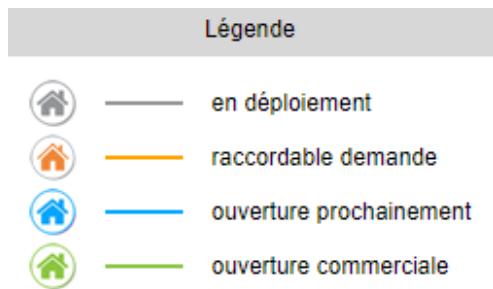 Légende
en déploiement
raccordable demande
ouverture prochainement
ouverture commerciale